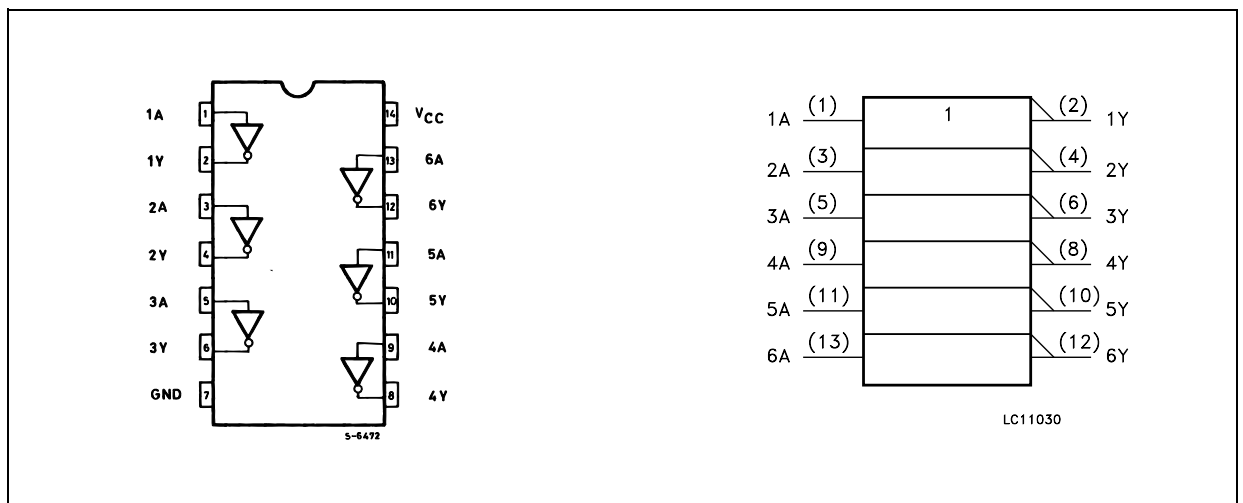 1A 1 14 VCC
1Y 2 13 6A
2A 3 12 6Y
2Y 4 11 5A
3A 5 10 5Y
3Y 6 9 4A
GND 7 8 4Y
S-6472
1A (1) 1 (2) 1Y
2A (3) (4) 2Y
3A (5) (6) 3Y
4A (9) (8) 4Y
5A (11) (10) 5Y
6A (13) (12) 6Y
LC11030